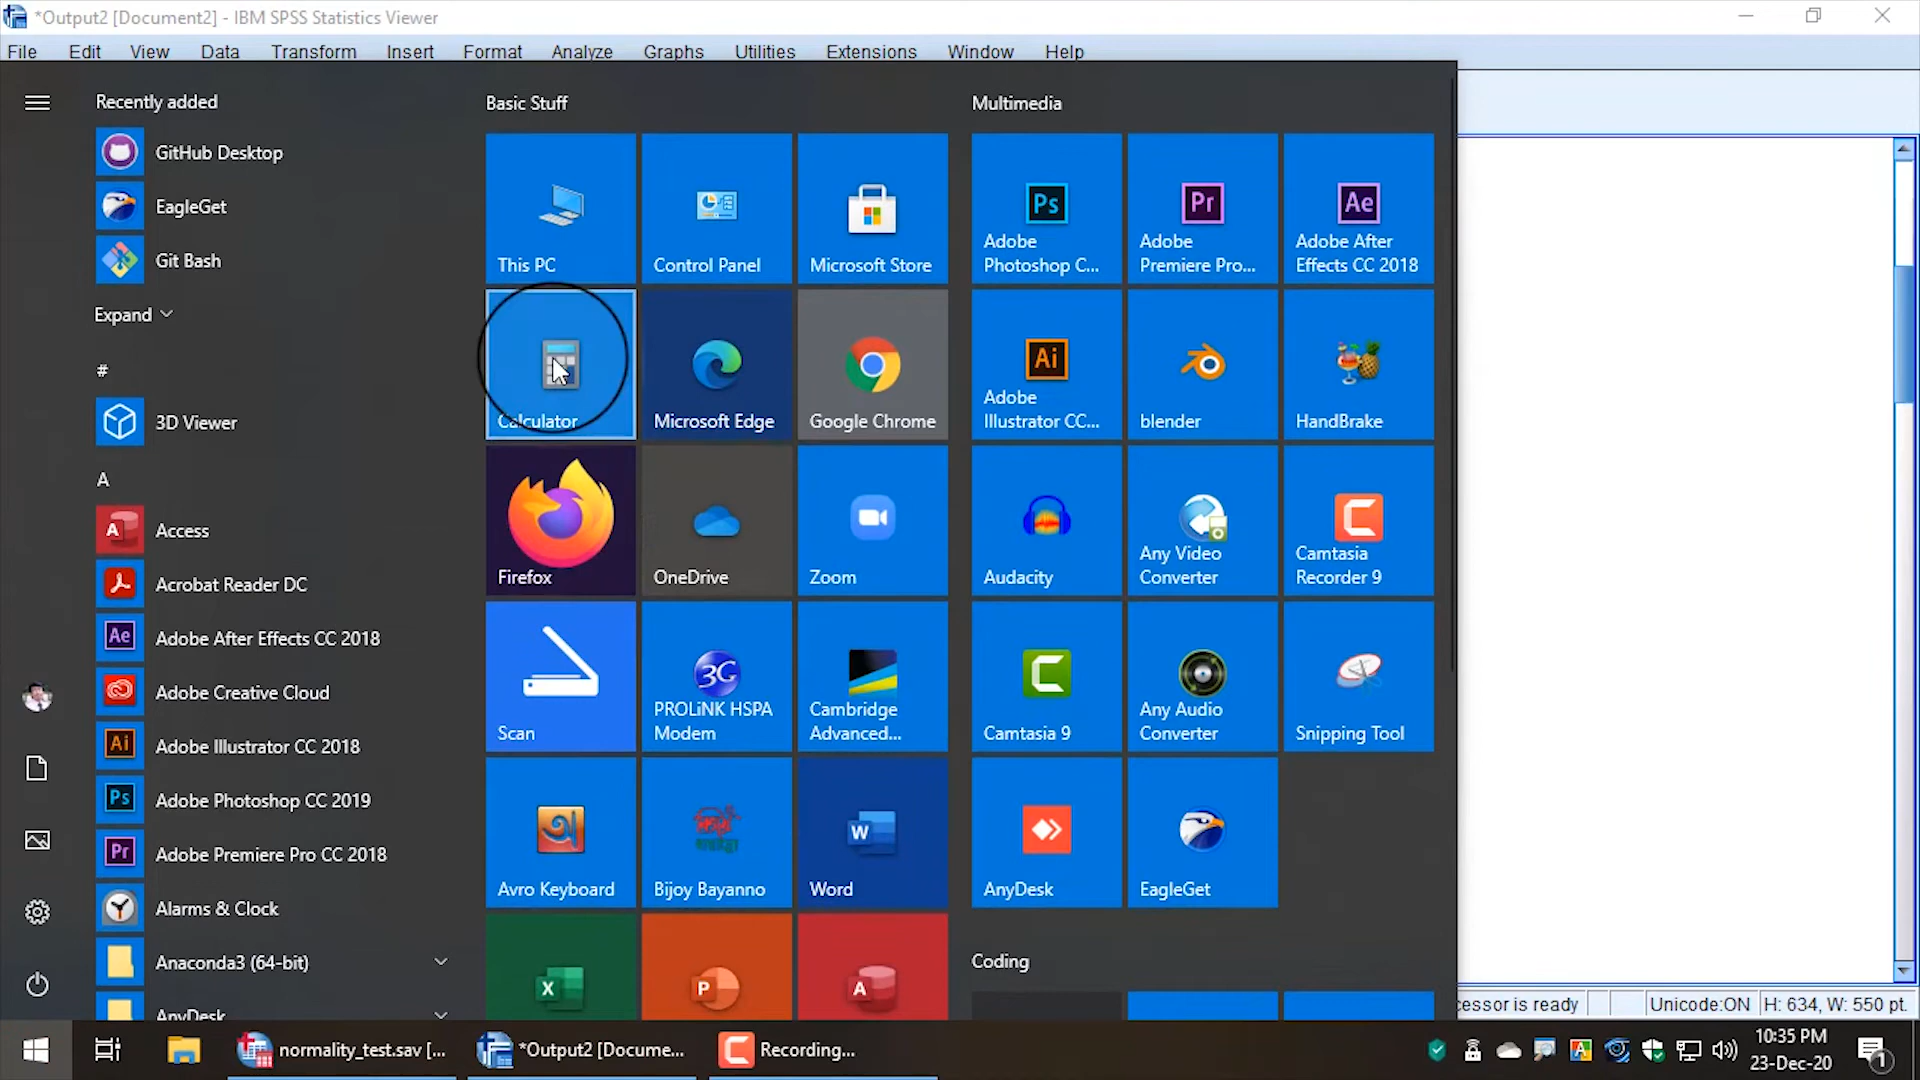 *Output2 [Document2] - IBM SPSS Statistics Viewer
File Edit View Data Transform Insert Format Analyze Graphs Utilities Extensions Window Help
Recently added
GitHub Desktop
EagleGet
Git Bash
Expand
#
3D Viewer
A
Access
Acrobat Reader DC
Adobe After Effects CC 2018
Adobe Creative Cloud
Adobe Illustrator CC 2018
Adobe Photoshop CC 2019
Adobe Premiere Pro CC 2018
Alarms & Clock
Anaconda3 (64-bit)
AnyDesk
Basic Stuff
This PC
Control Panel
Microsoft Store
Calculator
Microsoft Edge
Google Chrome
Firefox
OneDrive
Zoom
Scan
3G
PROLiNK HSPA
Modem
Cambridge
Advanced...
Avro Keyboard
Bijoy Bayanno
W
Word
X
P
A
Multimedia
Ps
Adobe
Photoshop C...
Pr
Adobe
Premiere Pro...
Ae
Adobe After
Effects CC 2018
Ai
Adobe
Illustrator CC...
blender
HandBrake
Audacity
Any Video
Converter
Camtasia
Recorder 9
Camtasia 9
Any Audio
Converter
Snipping Tool
AnyDesk
EagleGet
Coding
cessor is ready Unicode:ON H: 634, W: 550 pt.
normality_test.sav [... *Output2 [Docume... Recording...
10:35 PM
23-Dec-20
1